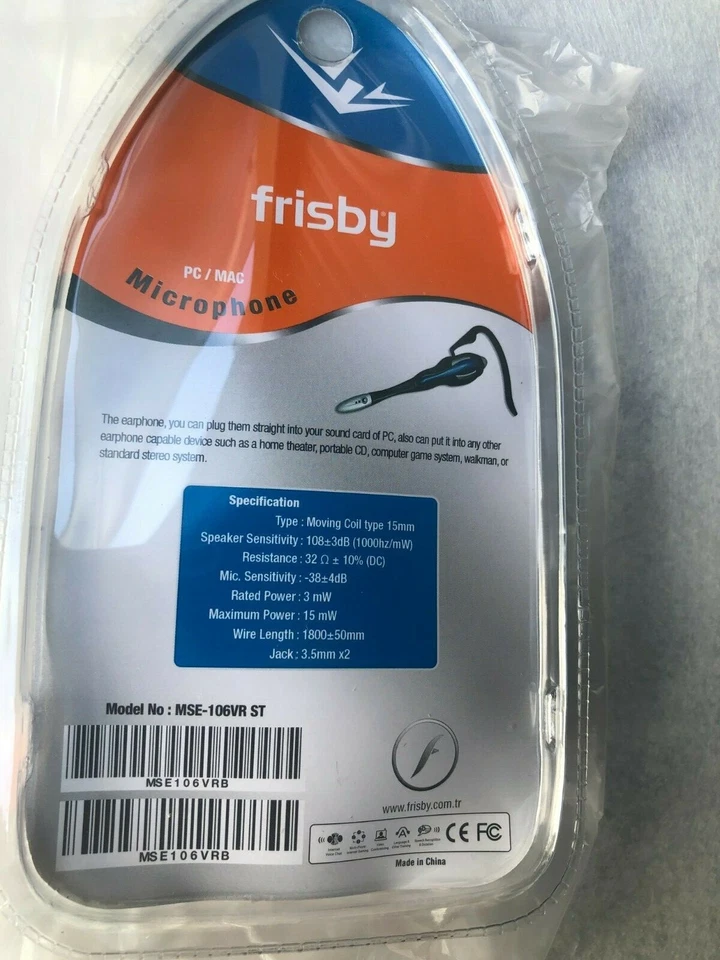 frisby
PC / MAC
Microphone
The earphone, you can plug them straight into your sound card of PC, also can put it into any other
earphone capable device such as a home theater, portable CD, computer game system, walkman, or
standard stereo system.
Specification
Type : Moving Coil type 15mm
Speaker Sensitivity : 108±3dB (1000hz/mW)
Resistance : 32 Ω ± 10% (DC)
Mic. Sensitivity : -38±4dB
Rated Power : 3 mW
Maximum Power : 15 mW
Wire Length : 1800±50mm
Jack : 3.5mm x2
Model No : MSE-106VR ST
MSE106VRB
MSE106VRB
www.frisby.com.tr
CE FC
Made in China